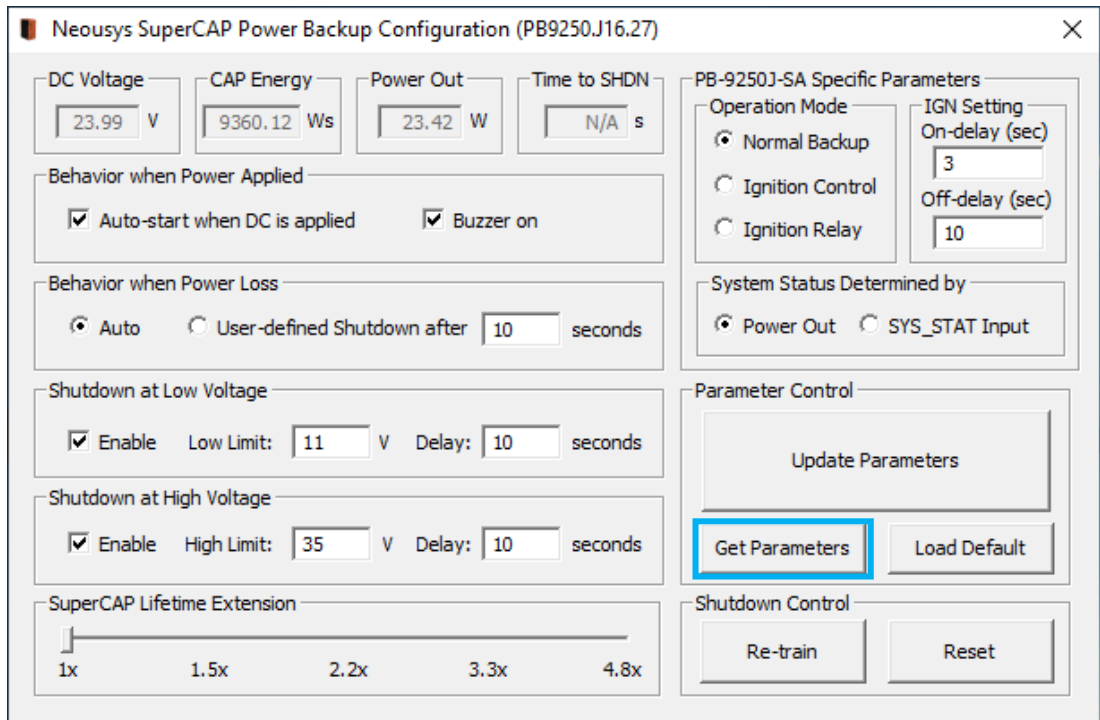 Neousys SuperCAP Power Backup Configuration (PB9250.J16.27)
DC Voltage
23.99 V
CAP Energy
9360.12 Ws
Power Out
23.42 W
Time to SHDN
N/A s
Behavior when Power Applied
Auto-start when DC is applied
Buzzer on
Behavior when Power Loss
Auto
User-defined Shutdown after 10 seconds
Shutdown at Low Voltage
Enable Low Limit: 11 V Delay: 10 seconds
Shutdown at High Voltage
Enable High Limit: 35 V Delay: 10 seconds
SuperCAP Lifetime Extension
1x 1.5x 2.2x 3.3x 4.8x
PB-9250J-SA Specific Parameters
Operation Mode
Normal Backup
Ignition Control
Ignition Relay
IGN Setting
On-delay (sec)
3
Off-delay (sec)
10
System Status Determined by
Power Out
SYS_STAT Input
Parameter Control
Update Parameters
Get Parameters
Load Default
Shutdown Control
Re-train
Reset